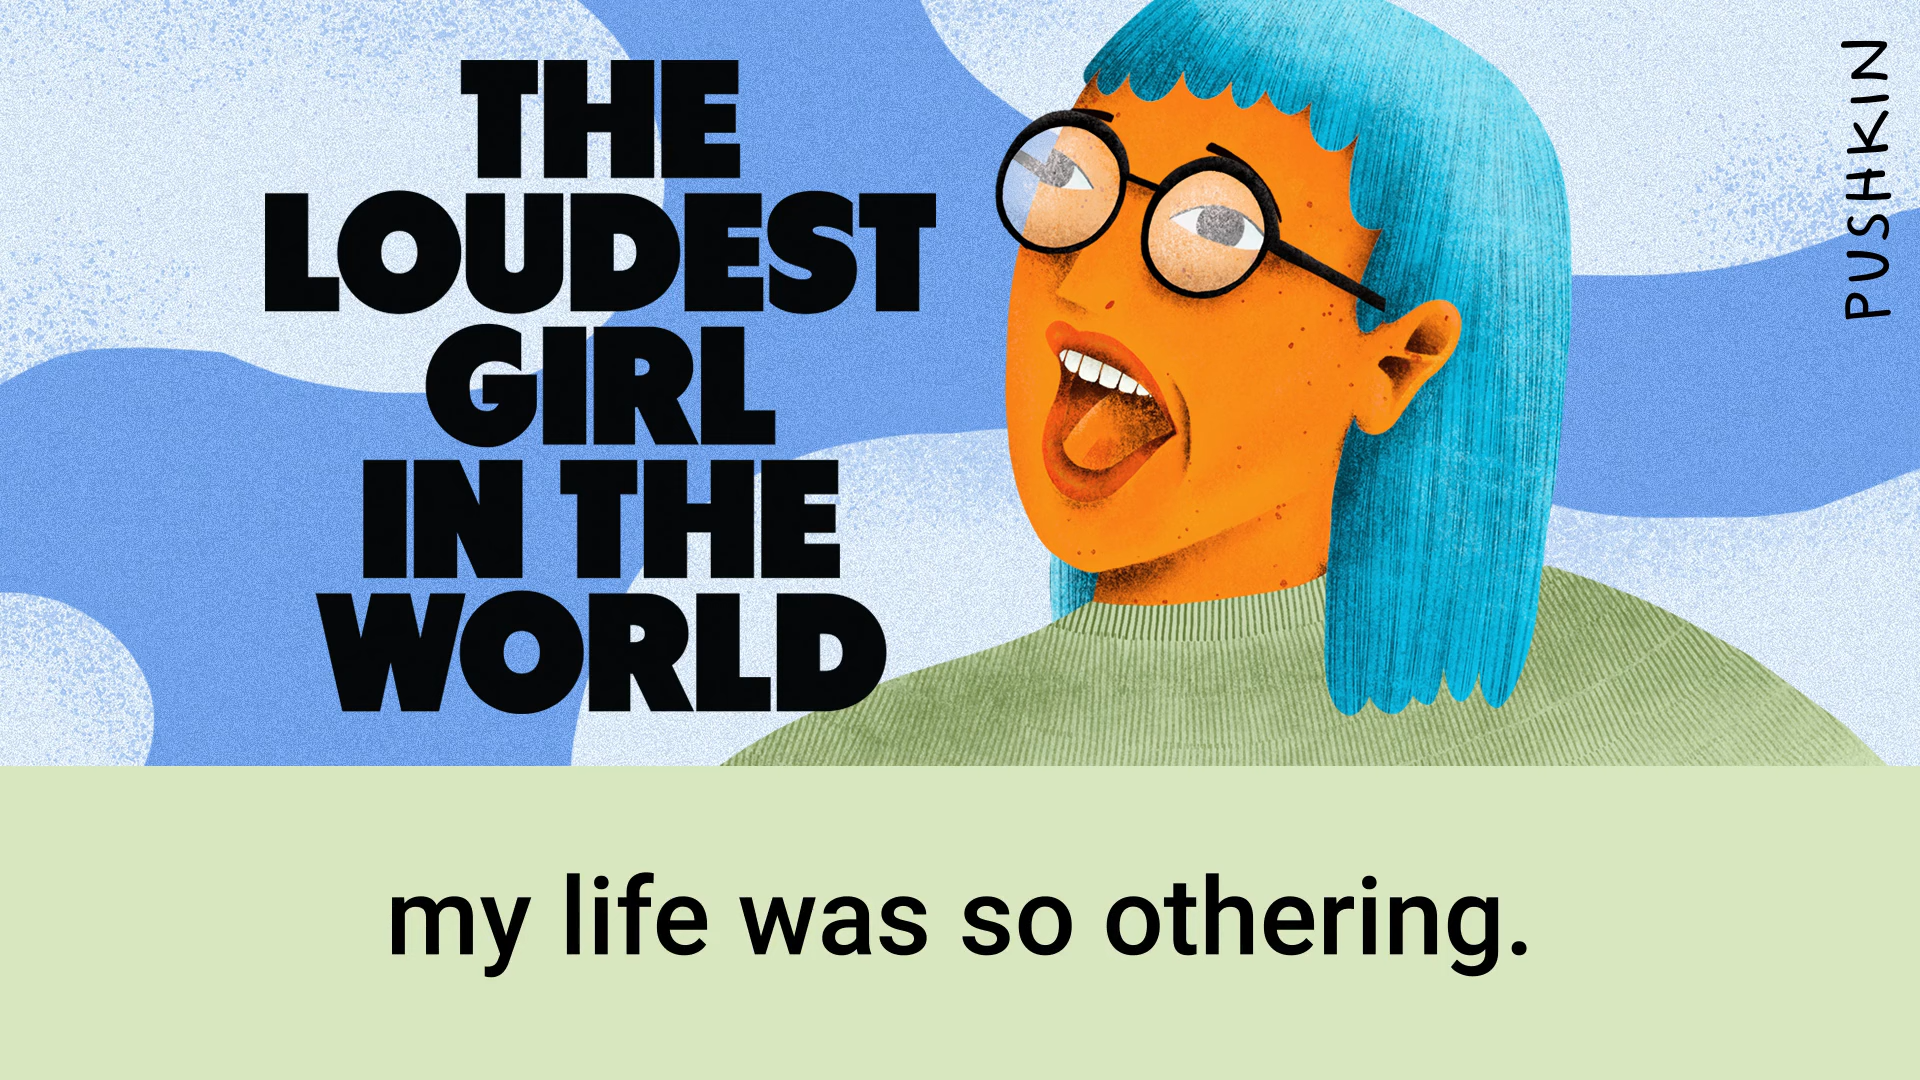 THE
LOUDEST
GIRL
IN THE
WORLD
PUSHKIN
my life was so othering.